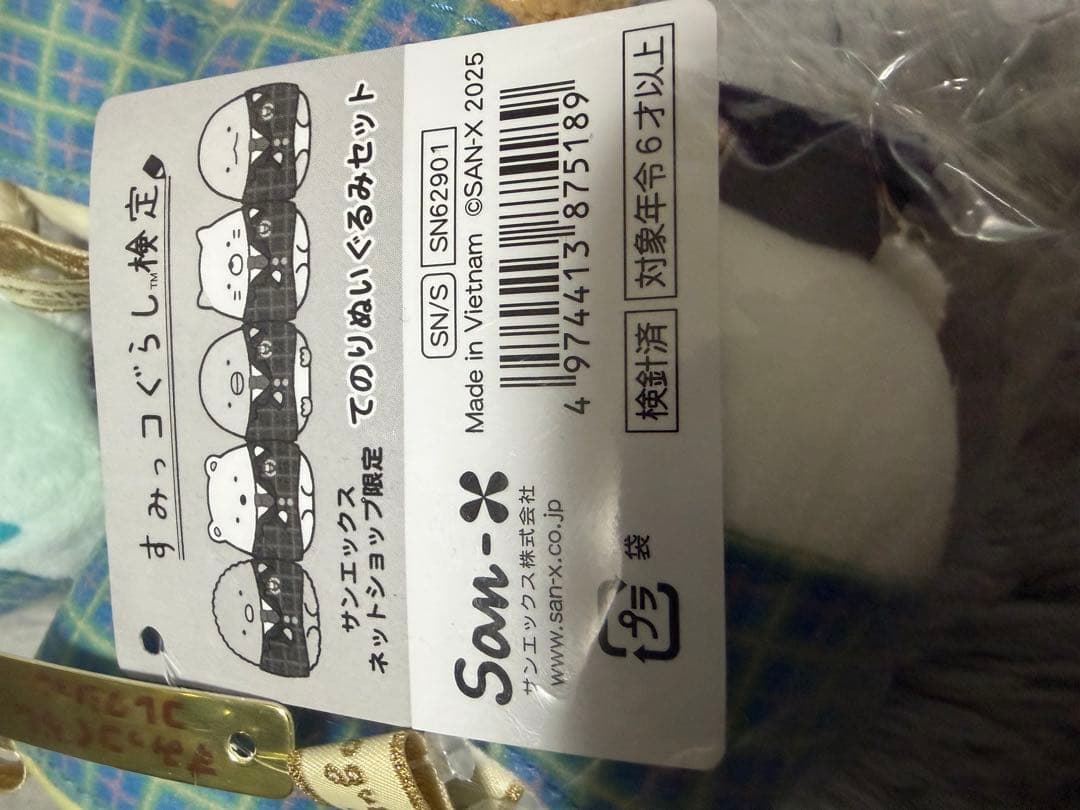 すみっコぐらし™検定
サンエックス
ネットショップ限定
てのりぬいぐるみセット
San-X
サンエックス株式会社
www.san-x.co.jp
プラ
袋
SN/S
SN62901
Made in Vietnam ©SAN-X 2025
4 974413 875189
検針済
対象年令6才以上